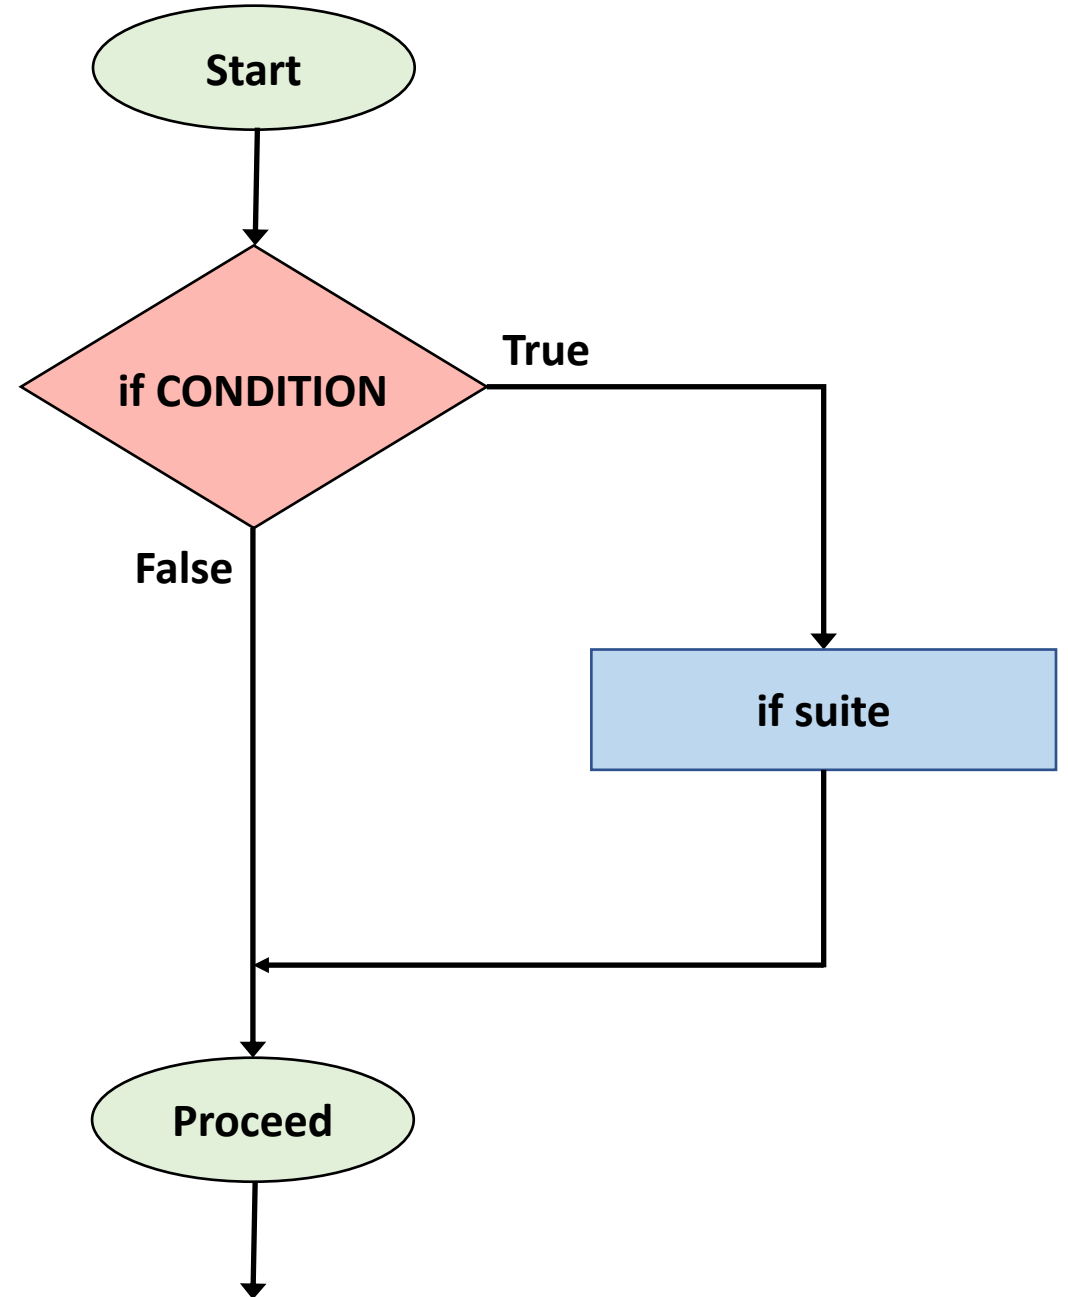 Start
if CONDITION
True
False
if suite
Proceed